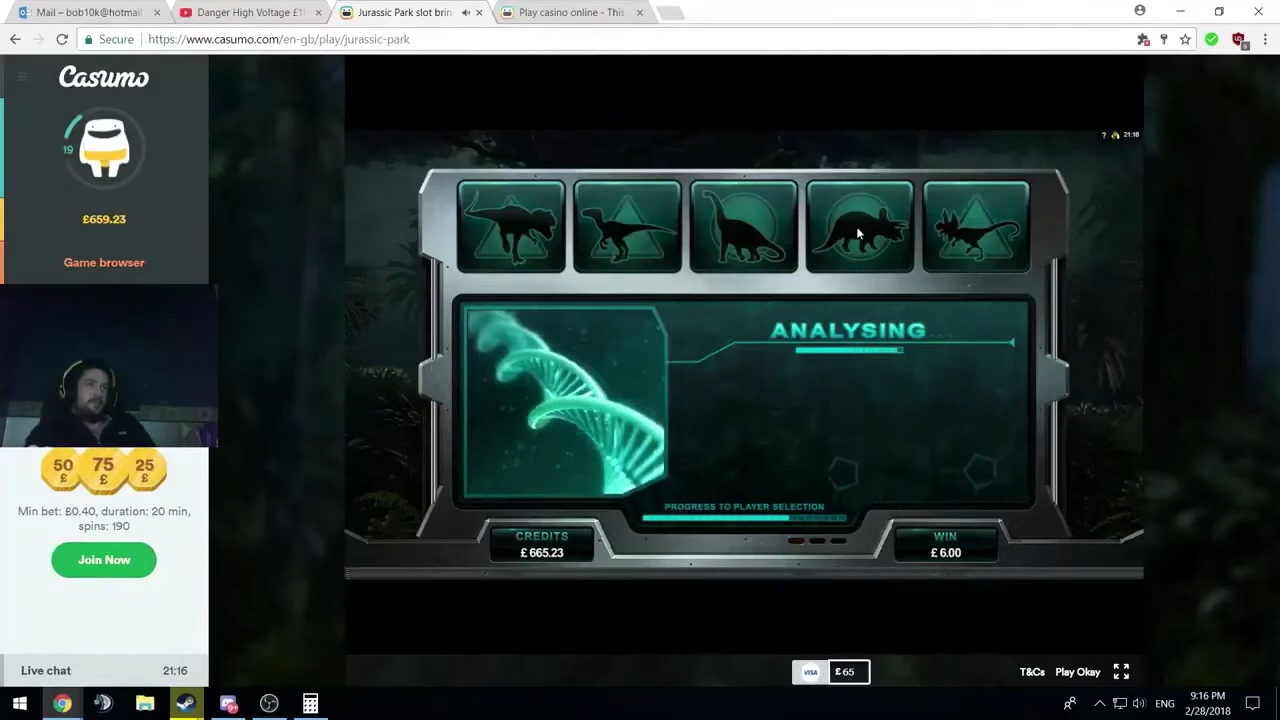 Mail – bob10k@hotmail
Danger High Voltage £1
Jurassic Park slot brin
Play casino online - This
Secure
https://www.casumo.com/en-gb/play/jurassic-park
9
Casumo
19
£659.23
Game browser
? 21:16
ANALYSING
50 £
75 £
25 £
PROGRESS TO PLAYER SELECTION
Min bet: £0.40, duration: 20 min,
spins: 190
CREDITS
£ 665.23
WIN
£ 6.00
Join Now
Live chat
21:16
VISA
£ 65
T&Cs
Play Okay
ENG
9:16 PM
2/28/2018